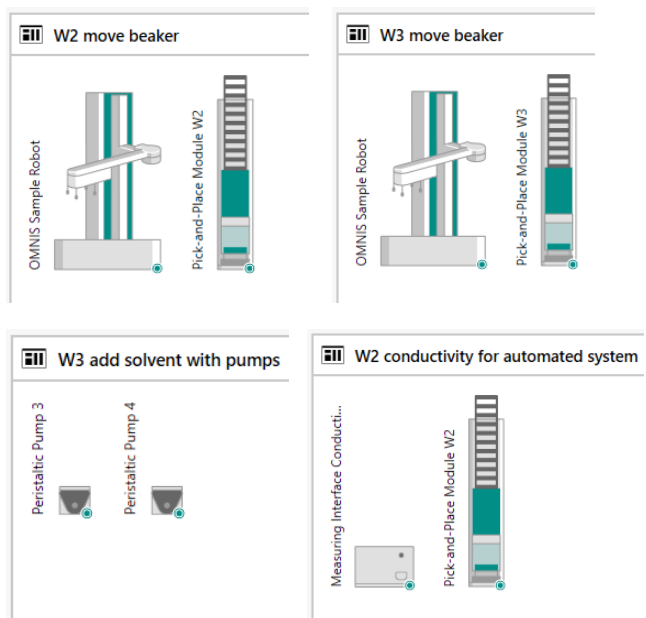 W2 move beaker
OMNIS Sample Robot
Pick-and-Place Module W2
W3 move beaker
OMNIS Sample Robot
Pick-and-Place Module W3
W3 add solvent with pumps
Peristaltic Pump 3
Peristaltic Pump 4
W2 conductivity for automated system
Measuring Interface Conducti...
Pick-and-Place Module W2